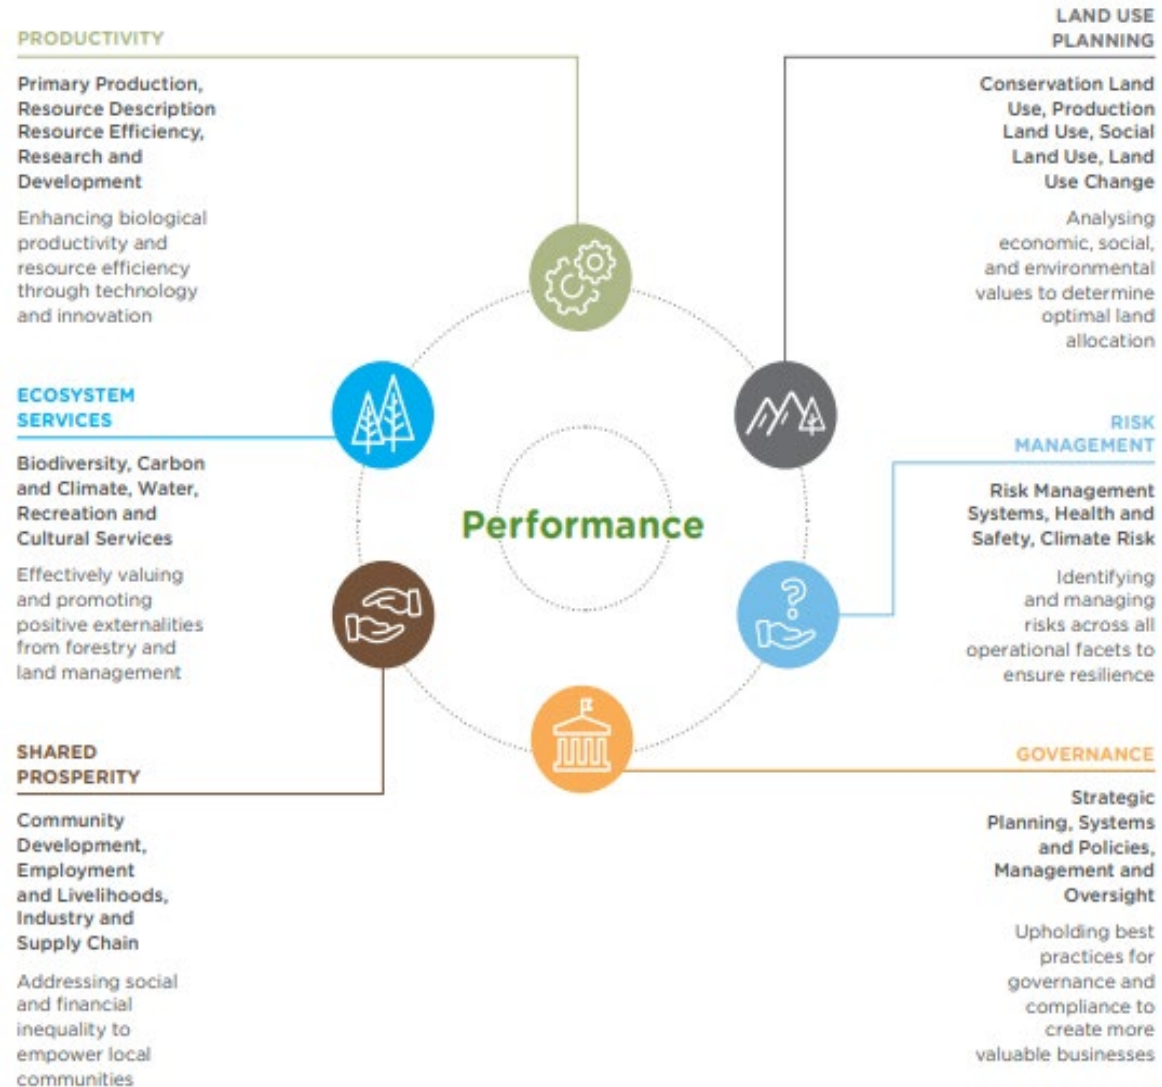 PRODUCTIVITY
Primary Production,
Resource Description
Resource Efficiency,
Research and
Development
Enhancing biological
productivity and
resource efficiency
through technology
and innovation
ECOSYSTEM
SERVICES
Biodiversity, Carbon
and Climate, Water,
Recreation and
Cultural Services
Effectively valuing
and promoting
positive externalities
from forestry and
land management
SHARED
PROSPERITY
Community
Development,
Employment
and Livelihoods,
Industry and
Supply Chain
Addressing social
and financial
inequality to
empower local
communities
Performance
?
LAND USE
PLANNING
Conservation Land
Use, Production
Land Use, Social
Land Use, Land
Use Change
Analysing
economic, social,
and environmental
values to determine
optimal land
allocation
RISK
MANAGEMENT
Risk Management
Systems, Health and
Safety, Climate Risk
Identifying
and managing
risks across all
operational facets to
ensure resilience
GOVERNANCE
Strategic
Planning, Systems
and Policies,
Management and
Oversight
Upholding best
practices for
governance and
compliance to
create more
valuable businesses